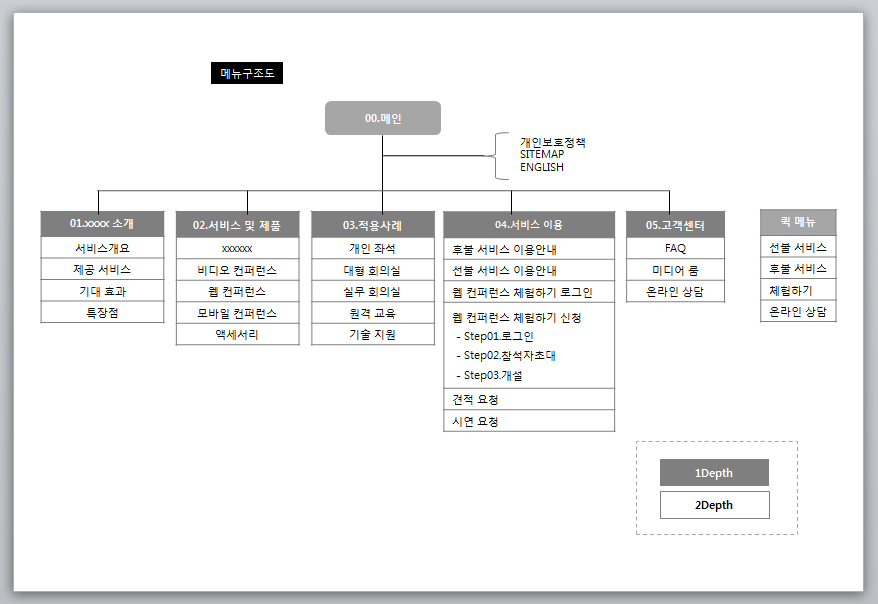 메뉴구조도
00.메인
개인보호정책
SITEMAP
ENGLISH
01.xxxx 소개
서비스개요
제공 서비스
기대 효과
특장점
02.서비스 및 제품
xxxxxx
비디오 컨퍼런스
웹 컨퍼런스
모바일 컨퍼런스
액세서리
03.적용사례
개인 좌석
대형 회의실
실무 회의실
원격 교육
기술 지원
04.서비스 이용
후불 서비스 이용안내
선불 서비스 이용안내
웹 컨퍼런스 체험하기 로그인
웹 컨퍼런스 체험하기 신청
- Step01.로그인
- Step02.참석자초대
- Step03.개설
견적 요청
시연 요청
05.고객센터
FAQ
미디어 룸
온라인 상담
퀵 메뉴
선불 서비스
후불 서비스
체험하기
온라인 상담
1Depth
2Depth